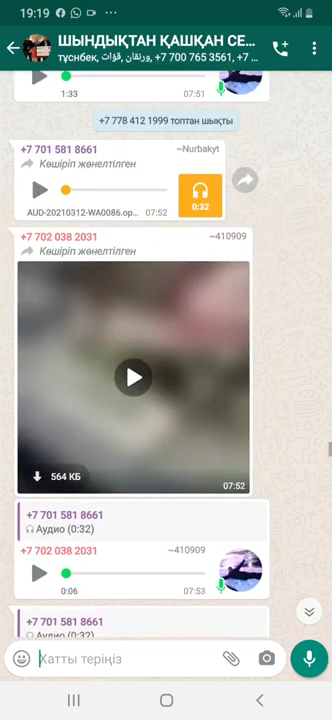 19:19
ШЫНДЫҚТАН ҚАШҚАН СЕ...
тұснбек, ورنقان, قۋات, +7 700 765 3561, +7 ...
1:33
07:51
+7 778 412 1999 топтан шықты
+7 701 581 8661
~Nurbakyt
Көшіріп жөнелтілген
0:32
AUD-20210312-WA0086.op...
07:52
+7 702 038 2031
~410909
Көшіріп жөнелтілген
564 КБ
07:52
+7 701 581 8661
Аудио (0:32)
+7 702 038 2031
~410909
0:06
07:53
+7 701 581 8661
Аудио (0:32)
Хатты теріңіз